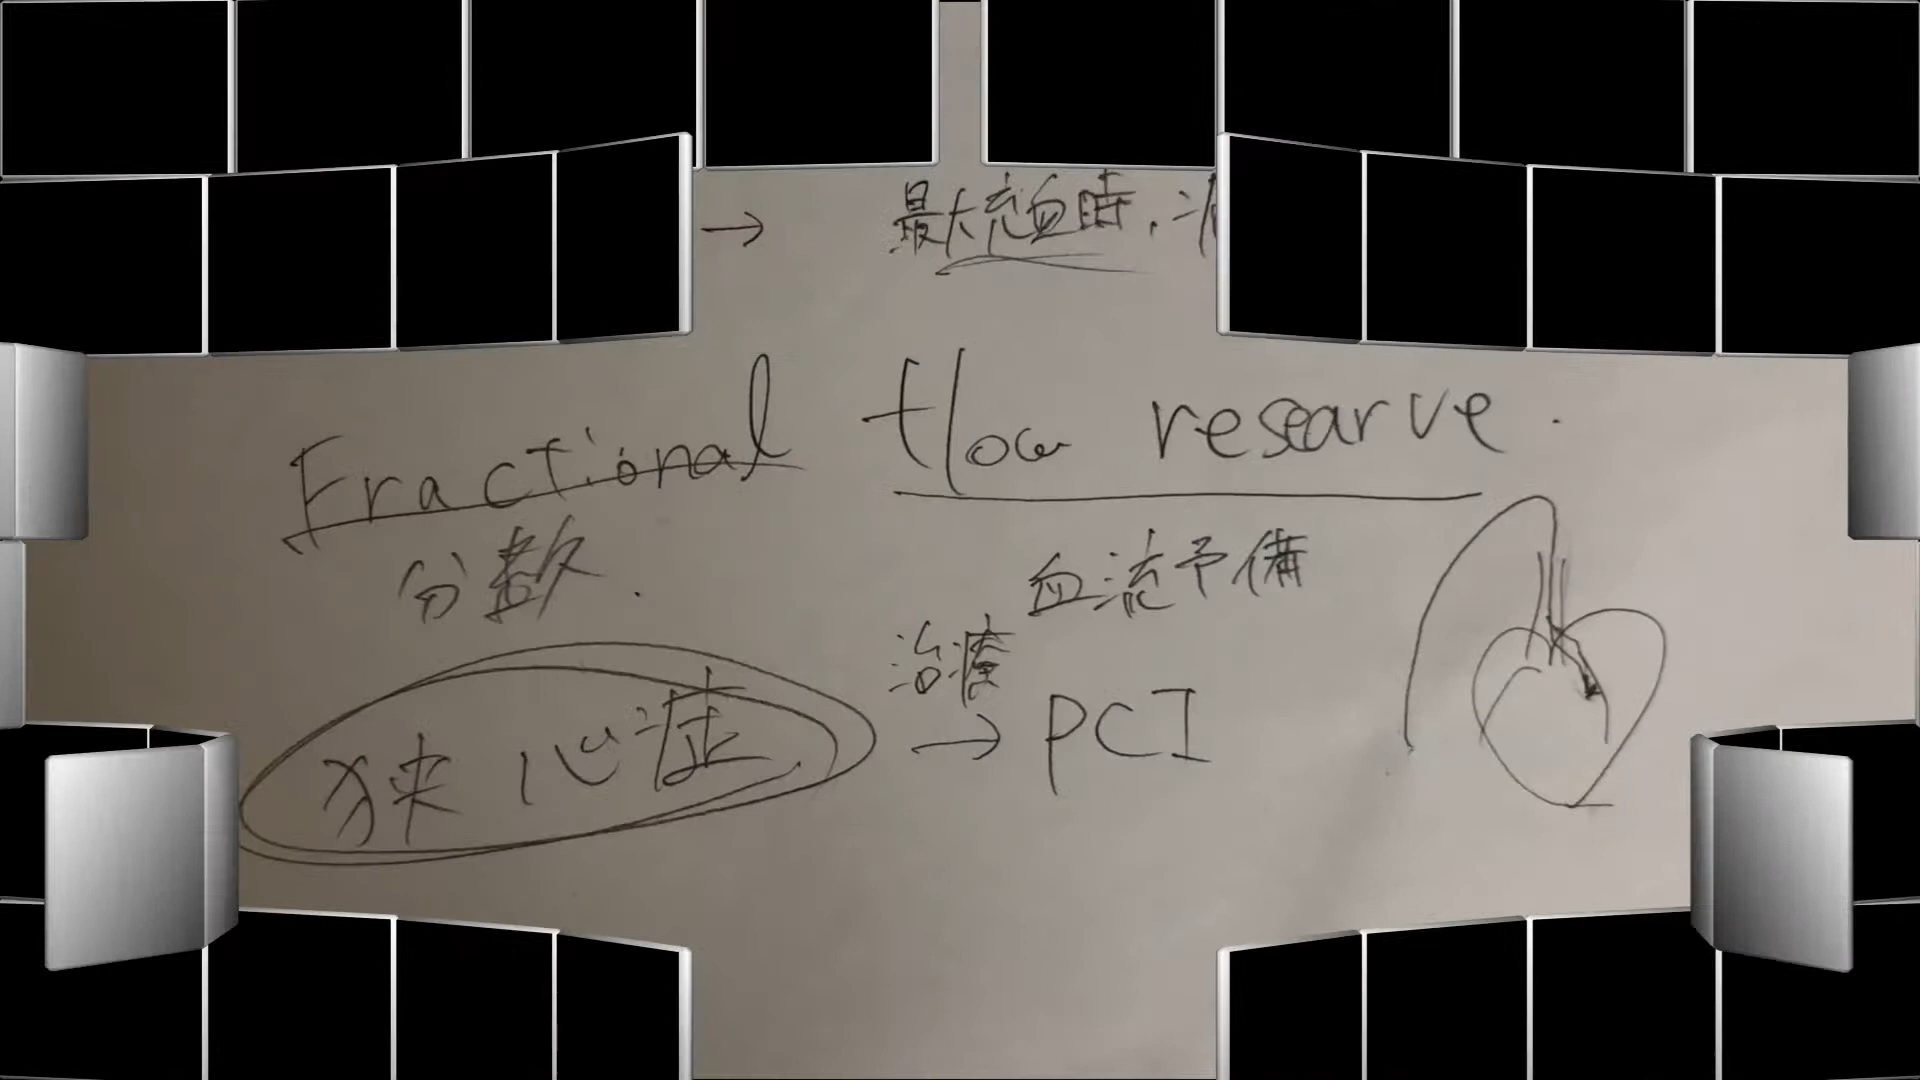 → 最大充血時、
Fractional flow researve.
分数. 血流予備
治療
狭心症 → PCI